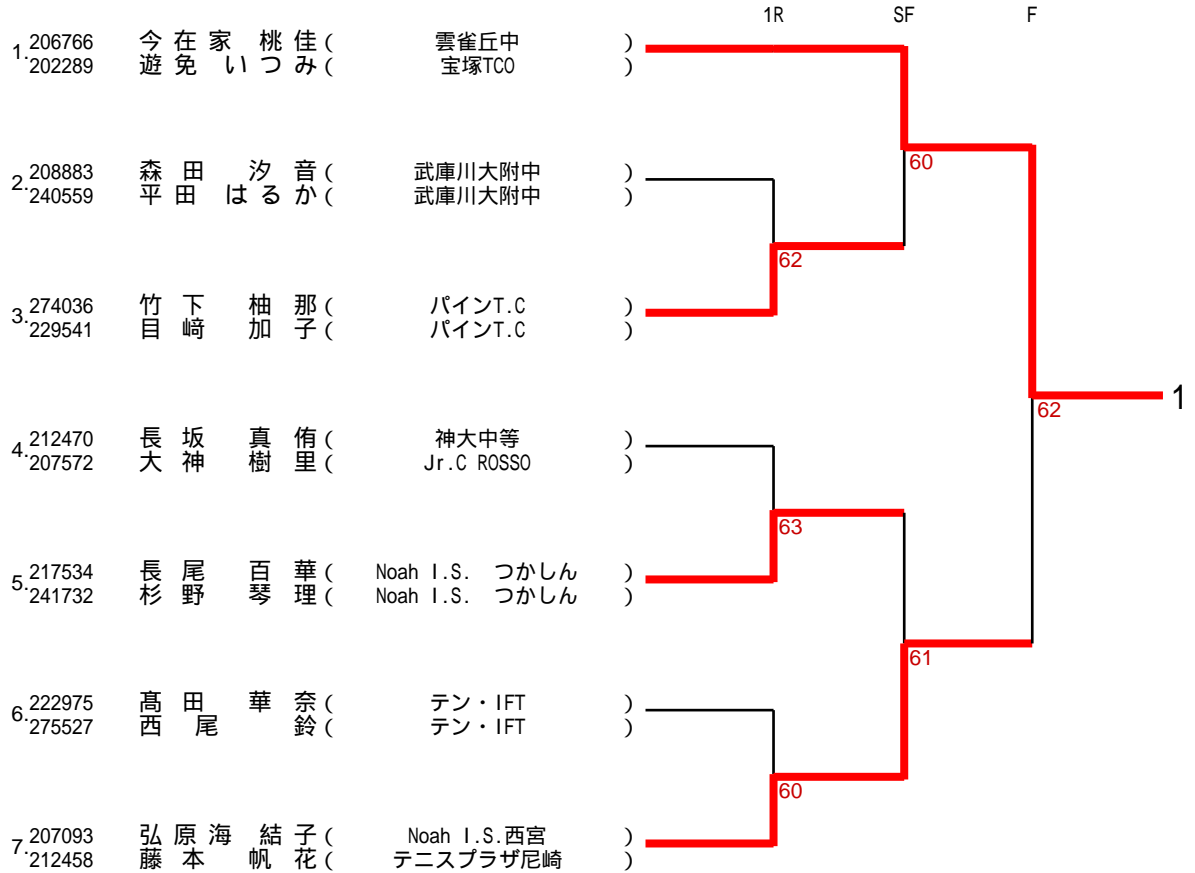 1R SF F
1. 206766 今在家 桃佳 ( 雲雀丘中 )
202289 遊免 いつみ ( 宝塚TCO )
60
2. 208883 森田 汐音 ( 武庫川大附中 )
240559 平田 はるか ( 武庫川大附中 )
62
3. 274036 竹下 柚那 ( パインT.C )
229541 目﨑 加子 ( パインT.C )
62 1
4. 212470 長坂 真侑 ( 神大中等 )
207572 大神 樹里 ( Jr.C ROSSO )
63
5. 217534 長尾 百華 ( Noah I.S. つかしん )
241732 杉野 琴理 ( Noah I.S. つかしん )
61
6. 222975 髙田 華奈 ( テン・IFT )
275527 西尾 鈴 ( テン・IFT )
60
7. 207093 弘原海 結子 ( Noah I.S.西宮 )
212458 藤本 帆花 ( テニスプラザ尼崎 )